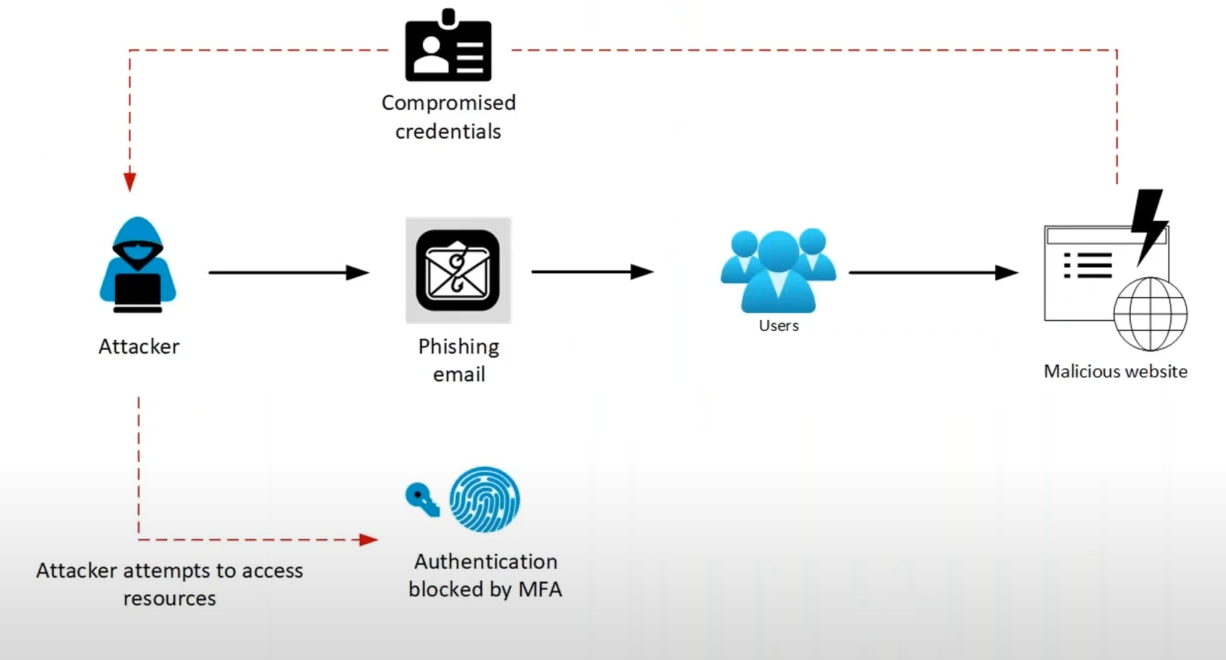 Compromised
credentials
Attacker
Phishing
email
Users
Malicious website
Attacker attempts to access
resources
Authentication
blocked by MFA